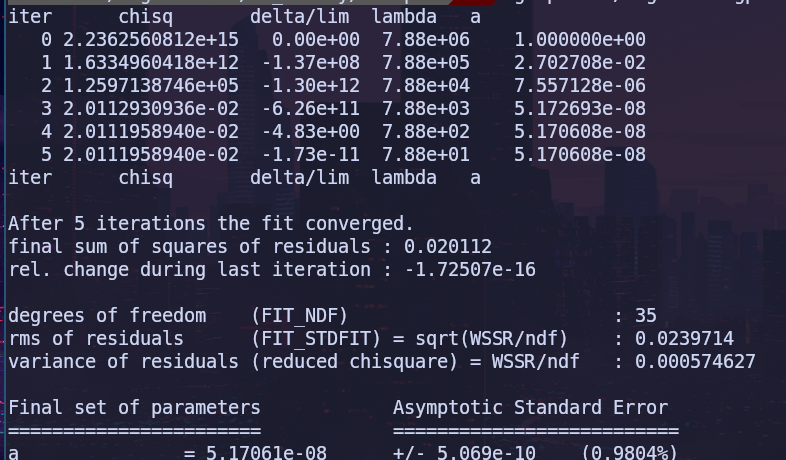 iter      chisq       delta/lim  lambda   a
   0 2.2362560812e+15   0.00e+00  7.88e+06    1.000000e+00
   1 1.6334960418e+12  -1.37e+08  7.88e+05    2.702708e-02
   2 1.2597138746e+05  -1.30e+12  7.88e+04    7.557128e-06
   3 2.0112930936e-02  -6.26e+11  7.88e+03    5.172693e-08
   4 2.0111958940e-02  -4.83e+00  7.88e+02    5.170608e-08
   5 2.0111958940e-02  -1.73e-11  7.88e+01    5.170608e-08
iter      chisq       delta/lim  lambda   a
After 5 iterations the fit converged.
final sum of squares of residuals : 0.020112
rel. change during last iteration : -1.72507e-16
degrees of freedom    (FIT_NDF)                        : 35
rms of residuals      (FIT_STDFIT) = sqrt(WSSR/ndf)    : 0.0239714
variance of residuals (reduced chisquare) = WSSR/ndf   : 0.000574627
Final set of parameters            Asymptotic Standard Error
=======================            ==========================
a               = 5.17061e-08      +/- 5.069e-10    (0.9804%)